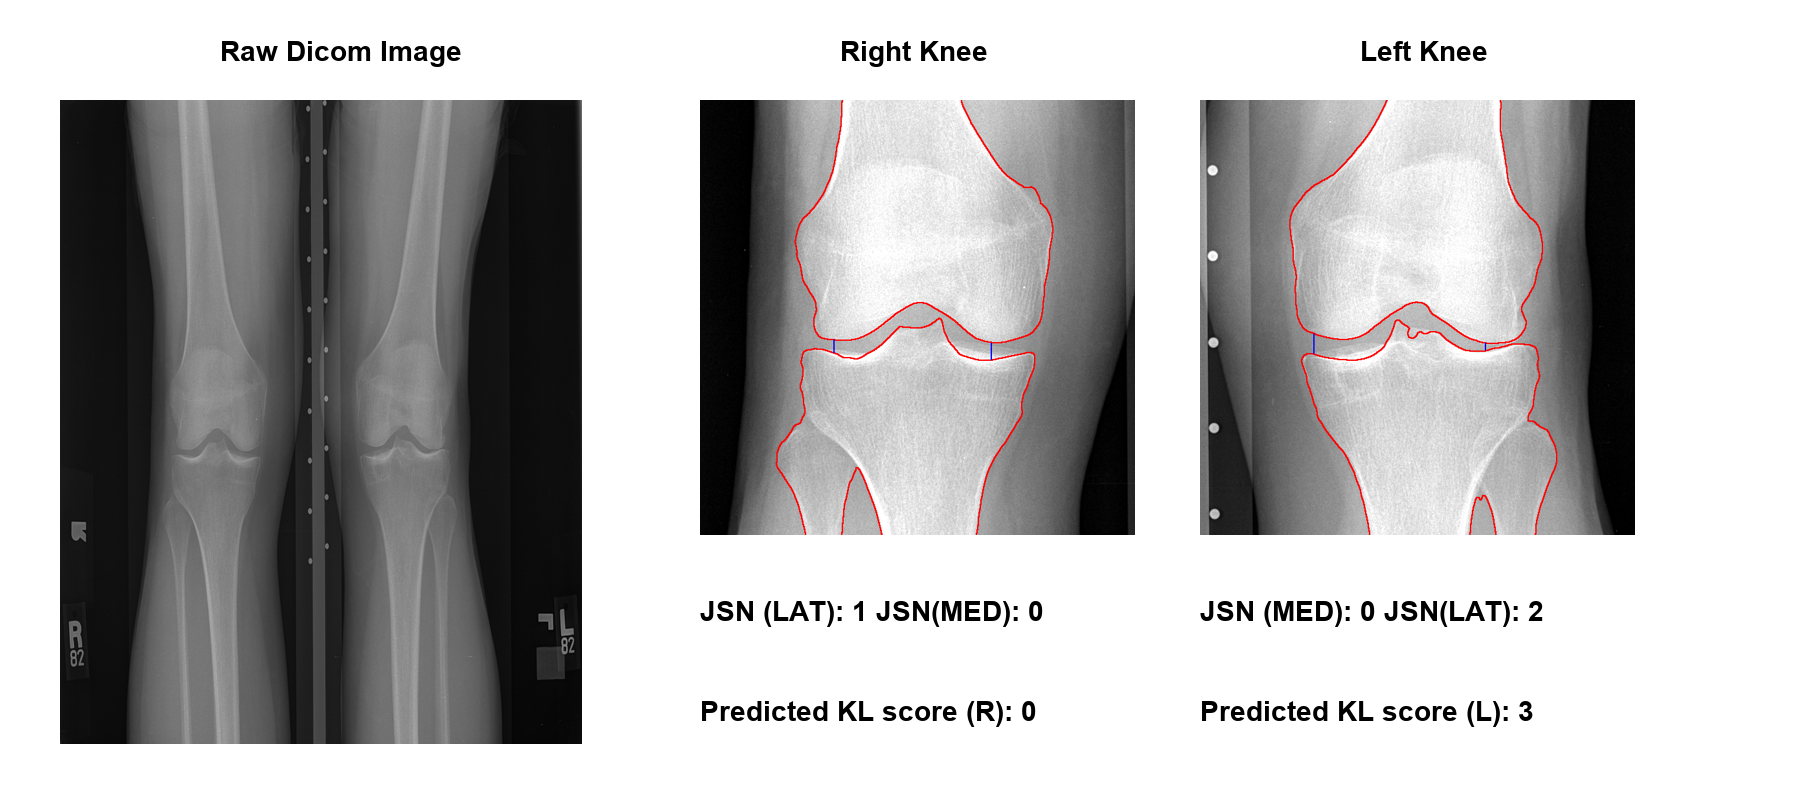 Raw Dicom Image
Right Knee
Left Knee
R
82
L
82
JSN (LAT): 1 JSN(MED): 0
JSN (MED): 0 JSN(LAT): 2
Predicted KL score (R): 0
Predicted KL score (L): 3